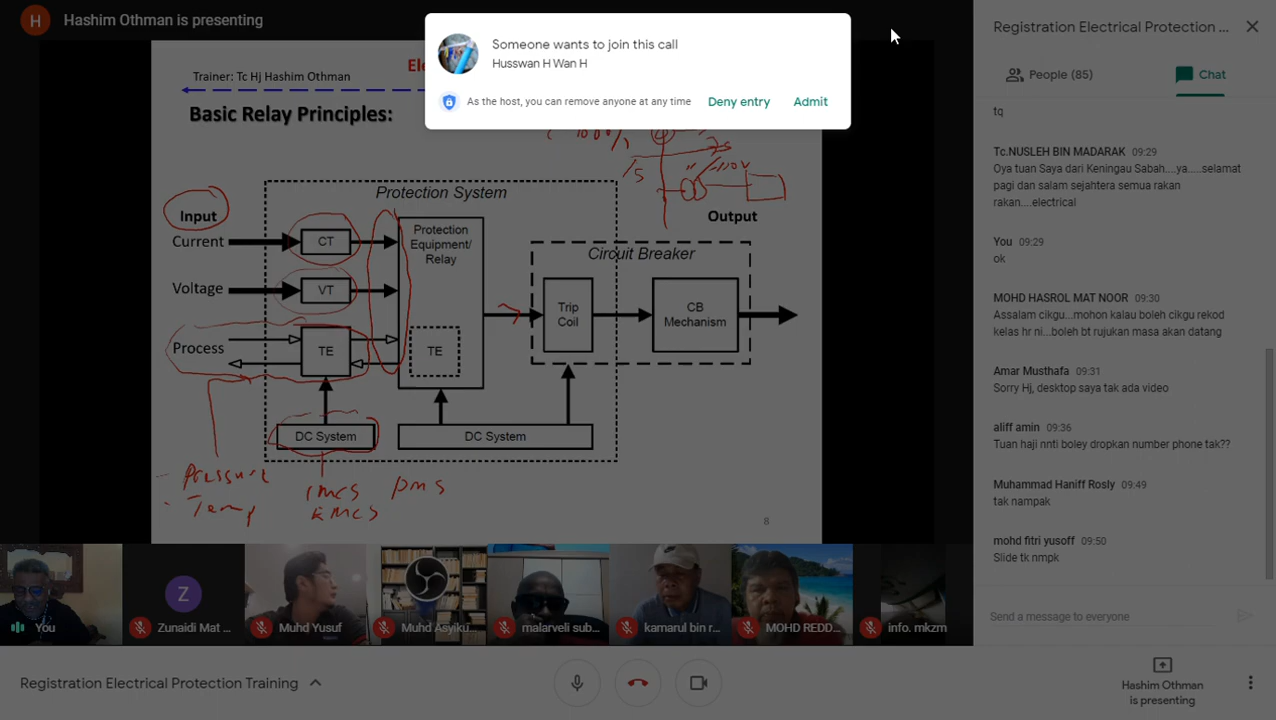 H
Hashim Othman is presenting
Someone wants to join this call
Husswan H Wan H
As the host, you can remove anyone at any time
Deny entry
Admit
Trainer: Tc Hj Hashim Othman
Basic Relay Principles:
Protection System
Input
Output
Current
CT
Protection
Equipment/
Relay
Circuit Breaker
Voltage
VT
Trip
Coil
CB
Mechanism
Process
TE
TE
DC System
DC System
Pressure
Temp
EMCS
PMS
8
Registration Electrical Protection ...
People (85)
Chat
tq
Tc.NUSLEH BIN MADARAK 09:29
Oya tuan Saya dari Keningau Sabah....ya.....selamat
pagi dan salam sejahtera semua rakan
rakan....electrical
You 09:29
ok
MOHD HASROL MAT NOOR 09:30
Assalam cikgu...mohon kalau boleh cikgu rekod
kelas hr ni...boleh bt rujukan masa akan datang
Amar Musthafa 09:31
Sorry Hj, desktop saya tak ada video
aliff amin 09:36
Tuan haji nnti boley dropkan number phone tak??
Muhammad Haniff Rosly 09:49
tak nampak
mohd fitri yusoff 09:50
Slide tk nmpk
Send a message to everyone
You
Z
Zunaidi Mat ...
Muhd Yusuf
Muhd Asyiku...
malarveli sub...
kamarul bin r...
MOHD REDD...
info. mkzm
Registration Electrical Protection Training
Hashim Othman
is presenting